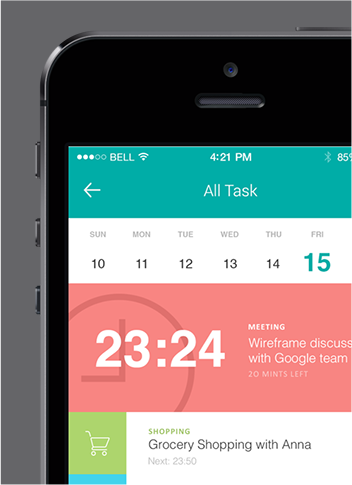 BELL 4:21 PM 85%
All Task
SUN MON TUE WED THU FRI
10 11 12 13 14 15
23:24
MEETING
Wireframe discuss
with Google team
20 MINTS LEFT
SHOPPING
Grocery Shopping with Anna
Next: 23:50